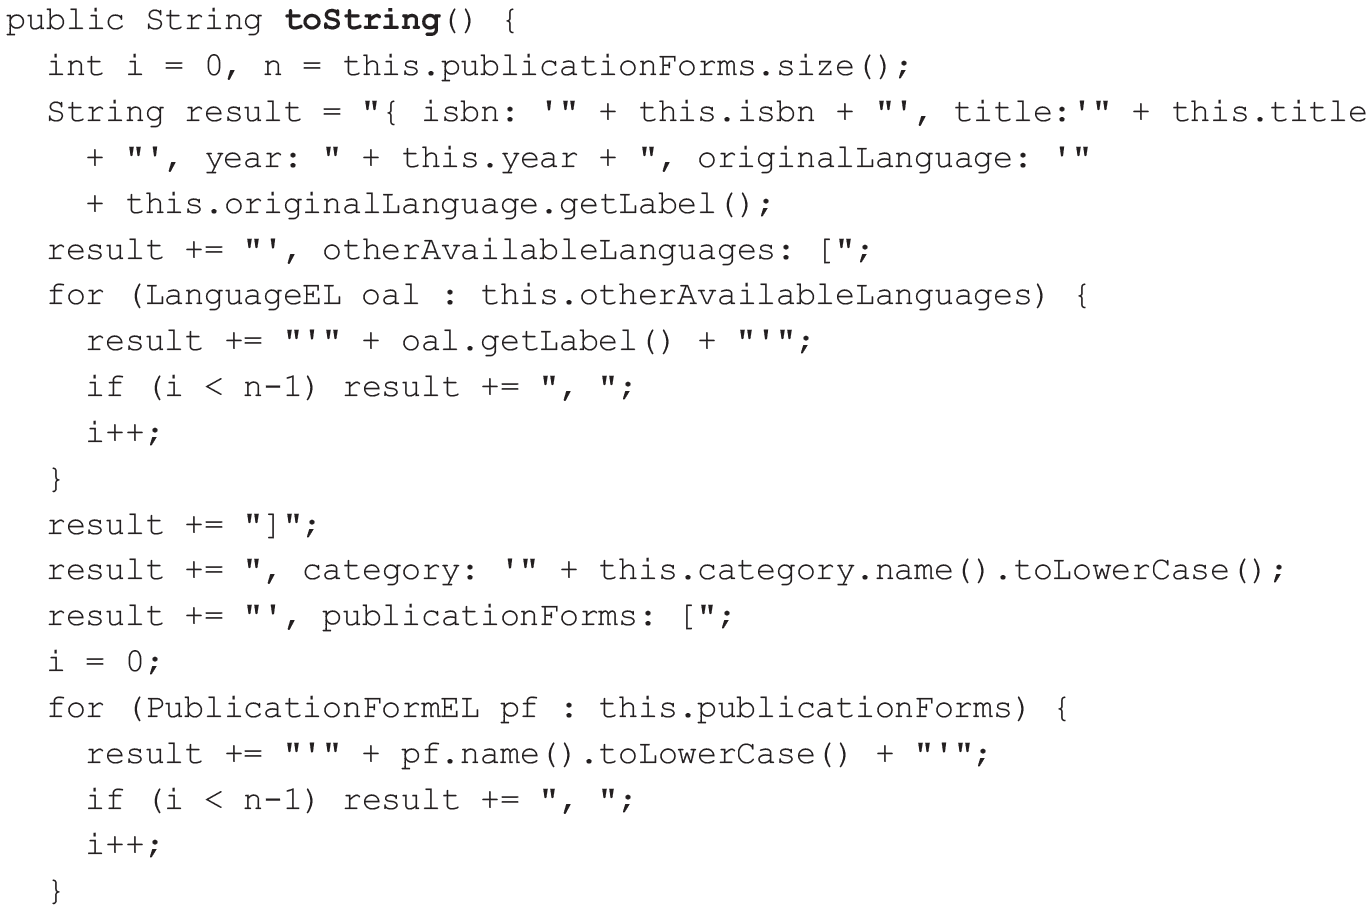 public String toString() {
  int i = 0, n = this.publicationForms.size();
  String result = "{ isbn: '" + this.isbn + "', title:'" + this.title
    + "', year: " + this.year + ", originalLanguage: '"
    + this.originalLanguage.getLabel();
  result += "', otherAvailableLanguages: [";
  for (LanguageEL oal : this.otherAvailableLanguages) {
    result += "'" + oal.getLabel() + "'";
    if (i < n-1) result += ", ";
    i++;
  }
  result += "]";
  result += ", category: '" + this.category.name().toLowerCase();
  result += "', publicationForms: [";
  i = 0;
  for (PublicationFormEL pf : this.publicationForms) {
    result += "'" + pf.name().toLowerCase() + "'";
    if (i < n-1) result += ", ";
    i++;
  }